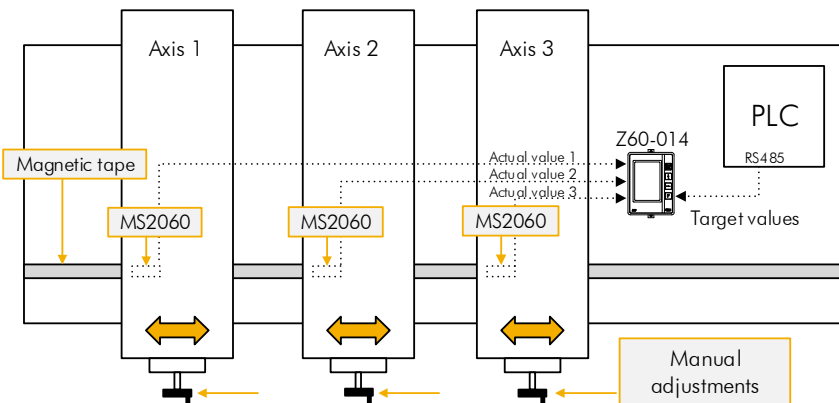 Axis 1
Axis 2
Axis 3
PLC
RS485
Z60-014
Magnetic tape
Actual value 1
Actual value 2
Actual value 3
MS2060
MS2060
MS2060
Target values
Manual
adjustments